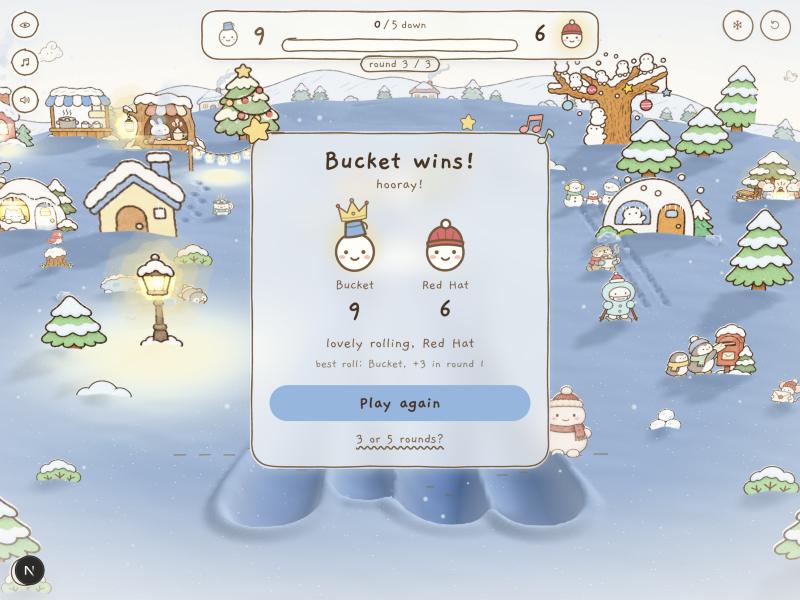 9
0/5 down
6
round 3 / 3
Bucket wins!
hooray!
Bucket
Red Hat
9
6
lovely rolling, Red Hat
best roll: Bucket, +3 in round 1
Play again
3 or 5 rounds?
N